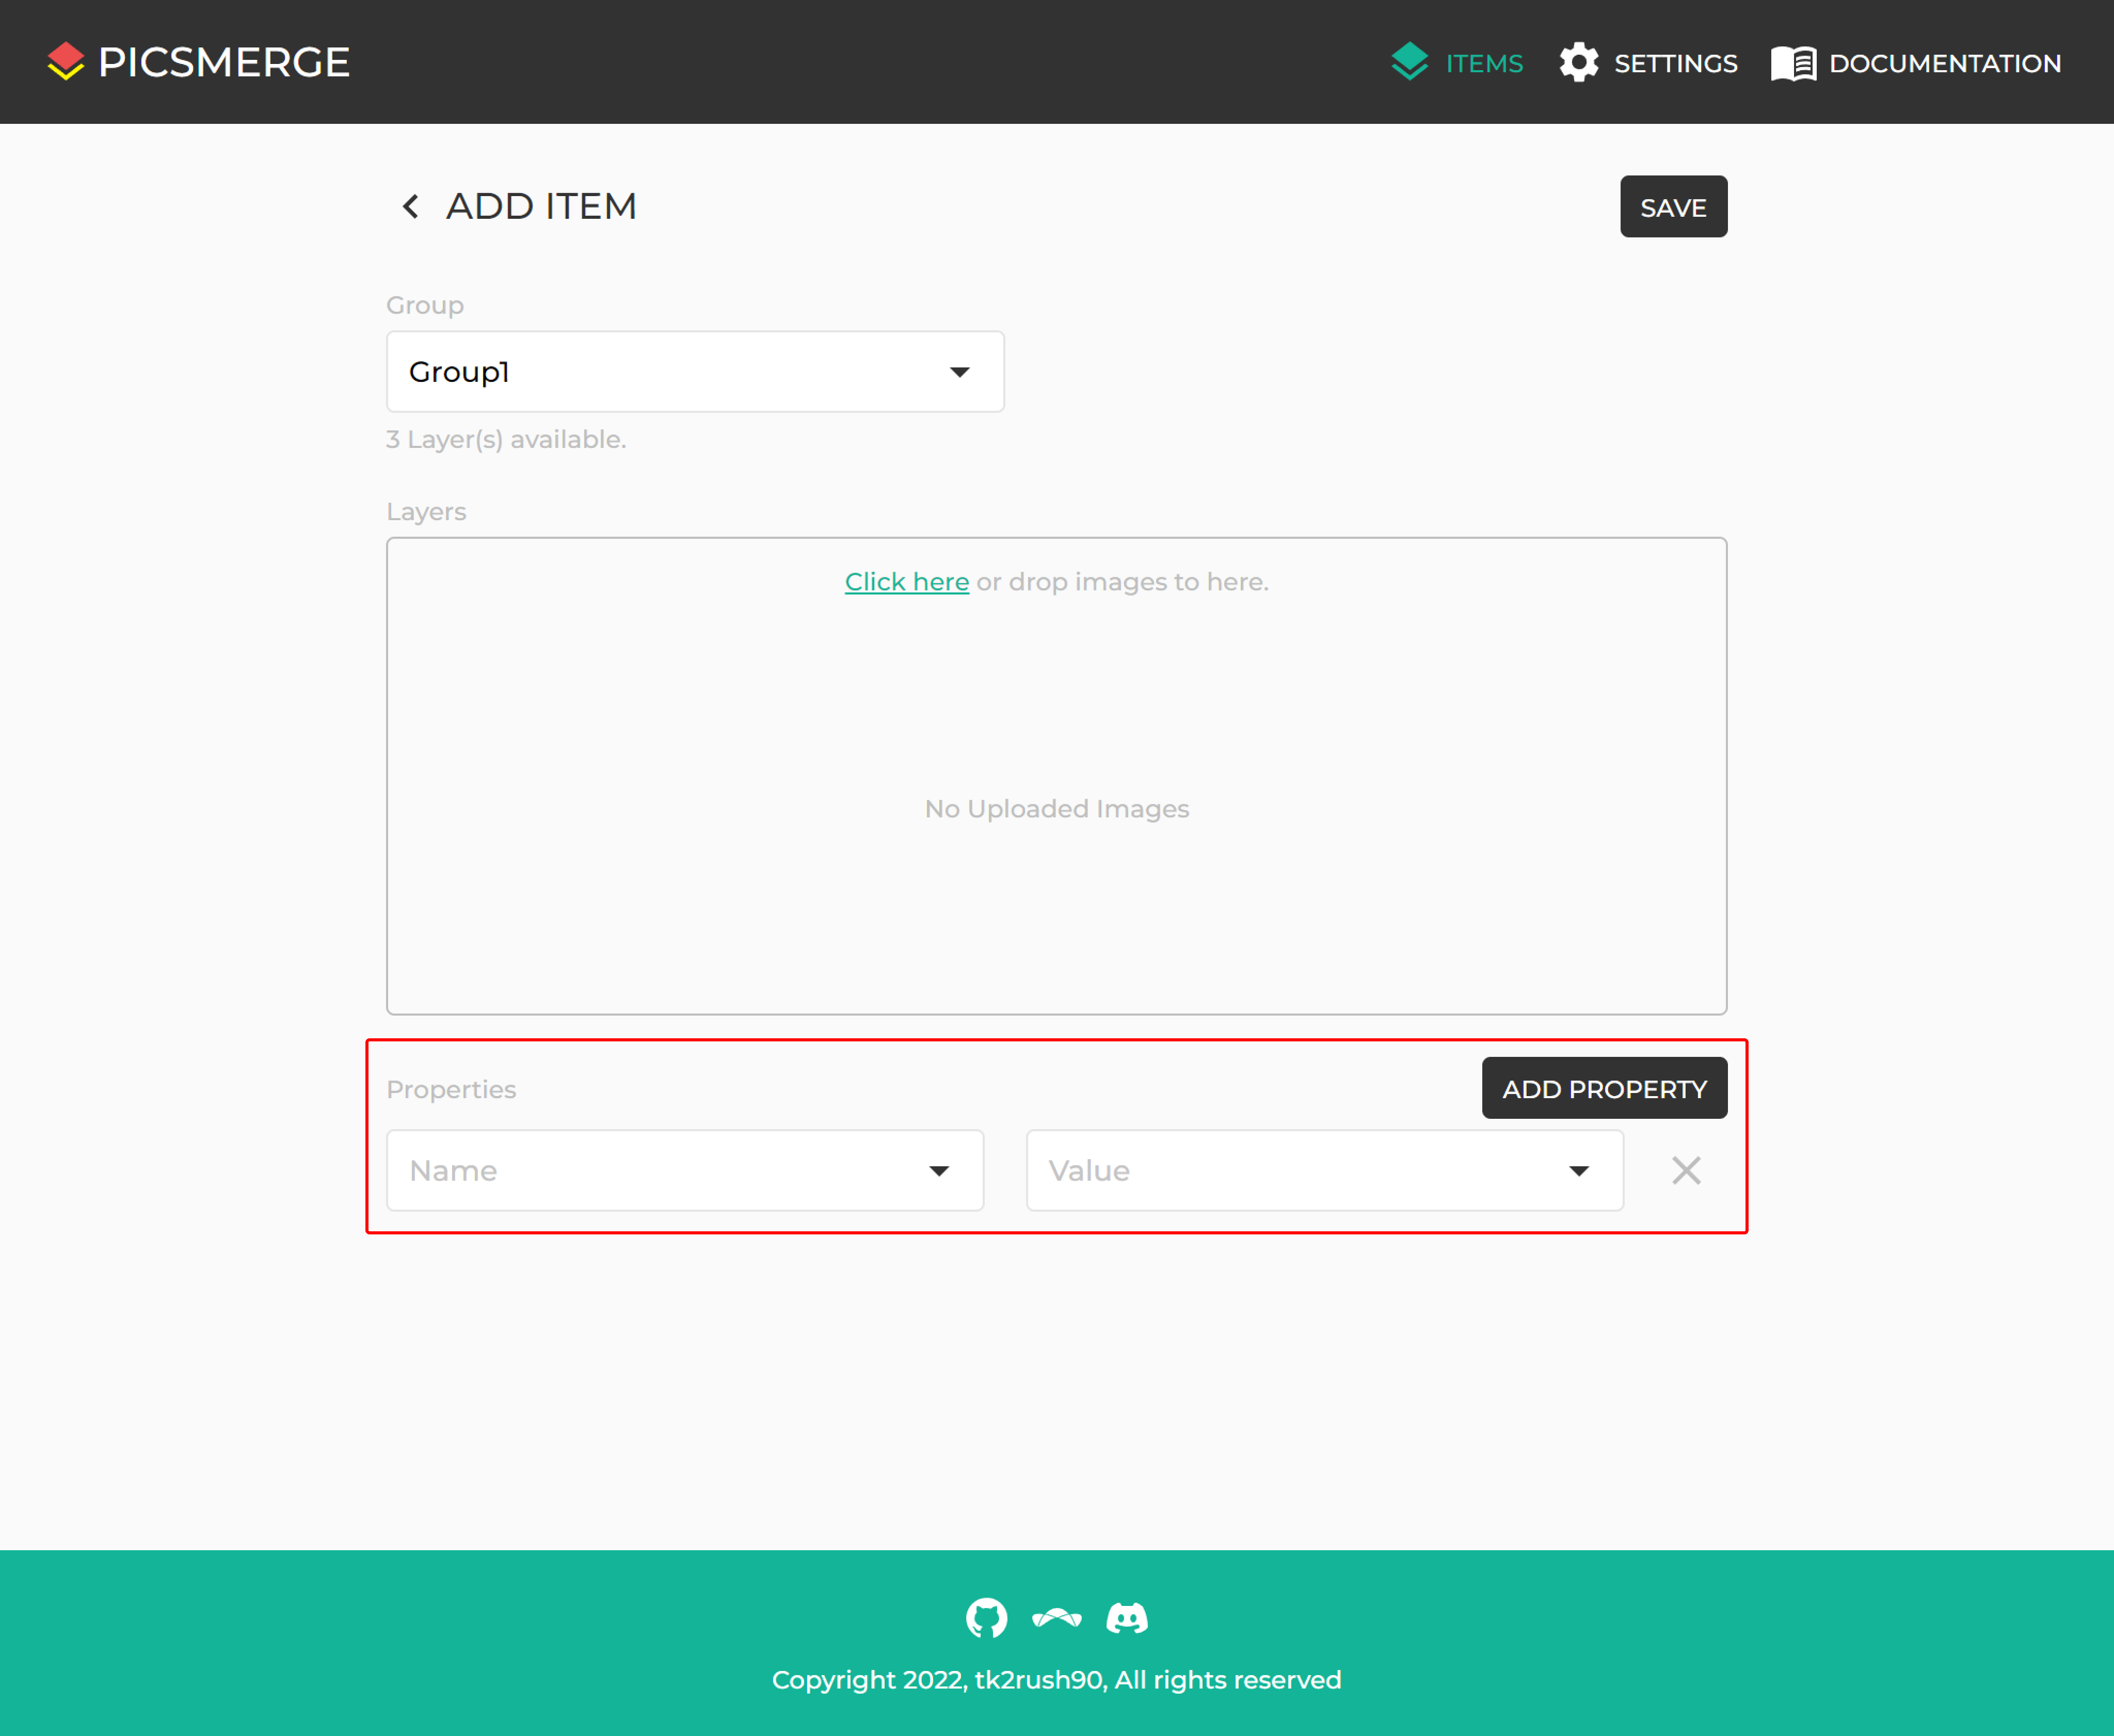 PICSMERGE
ITEMS
SETTINGS
DOCUMENTATION
ADD ITEM
SAVE
Group
Group1
3 Layer(s) available.
Layers
Click here or drop images to here.
No Uploaded Images
Properties
ADD PROPERTY
Name
Value
Copyright 2022, tk2rush90, All rights reserved